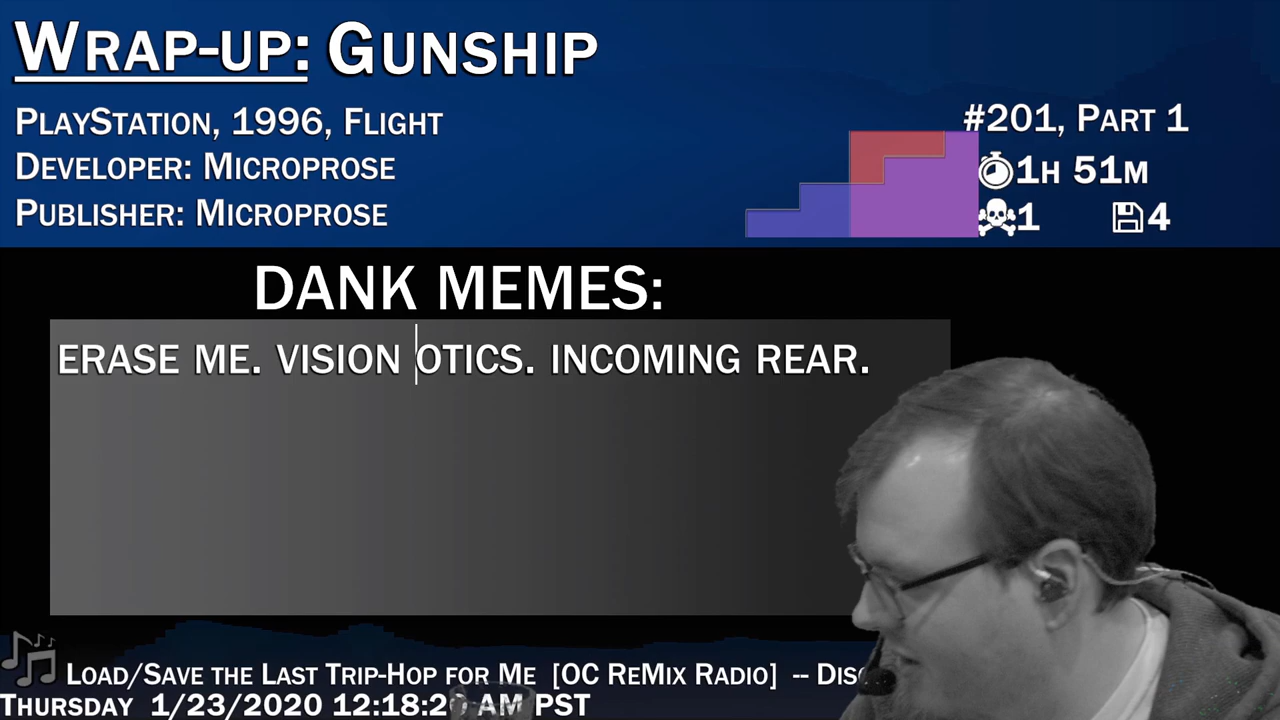 Wrap-up: Gunship
PlayStation, 1996, Flight
Developer: Microprose
Publisher: Microprose
#201, Part 1
1h 51m
1 4
DANK MEMES:
ERASE ME. VISION OTICS. INCOMING REAR.
Load/Save the Last Trip-Hop for Me [OC ReMix Radio] --
Thursday 1/23/2020 AM PST